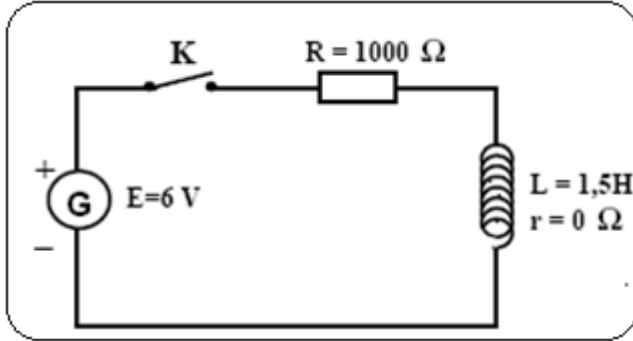 K
R = 1000 Ω
+
G
E=6 V
−
L = 1,5H
r = 0 Ω